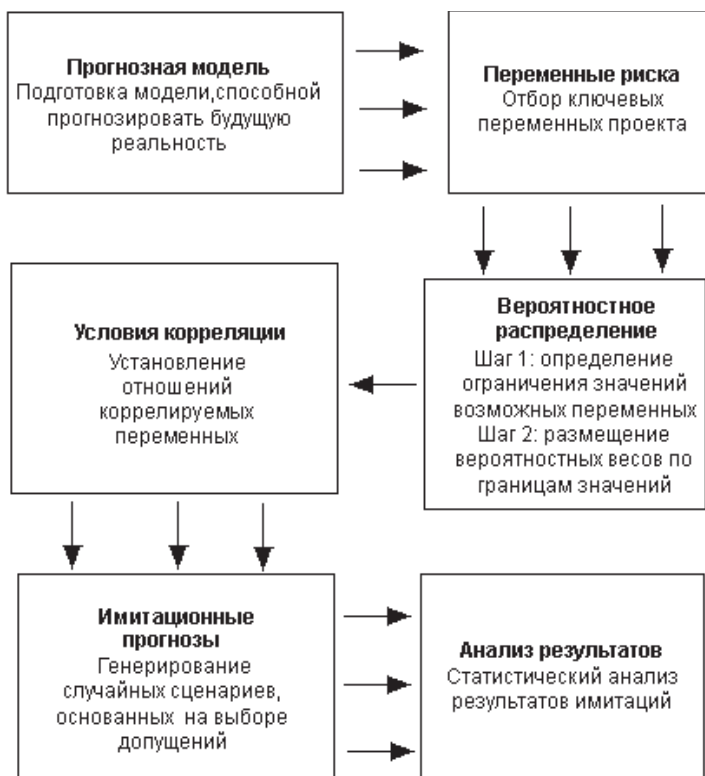 Прогнозная модель
Подготовка модели,способной
прогнозировать будущую
реальность
Переменные риска
Отбор ключевых
переменных проекта
Вероятностное
распределение
Шаг 1: определение
ограничения значений
возможных переменных
Шаг 2: размещение
вероятностных весов по
границам значений
Условия корреляции
Установление
отношений
коррелируемых
переменных
Имитационные
прогнозы
Генерирование
случайных сценариев,
основанных на выборе
допущений
Анализ результатов
Статистический анализ
результатов имитаций